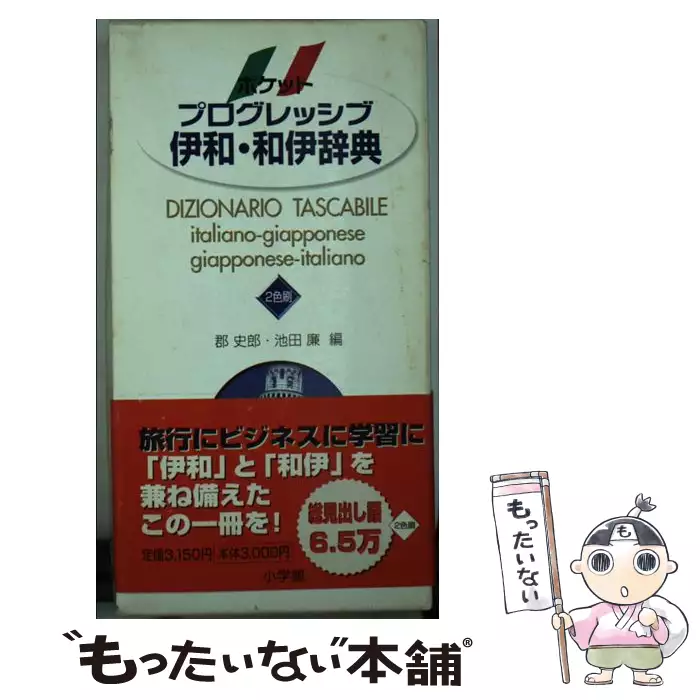 ポケット
プログレッシブ
伊和・和伊辞典
DIZIONARIO TASCABILE
italiano-giapponese
giapponese-italiano
2色刷
郡 史郎・池田 廉 編
旅行にビジネスに学習に
「伊和」と「和伊」を
兼ね備えた
この一冊を!
総見出し語
6.5万
2色刷
定価3,150円 本体3,000円
小学館
もったいない
も
"もったいない本舗®